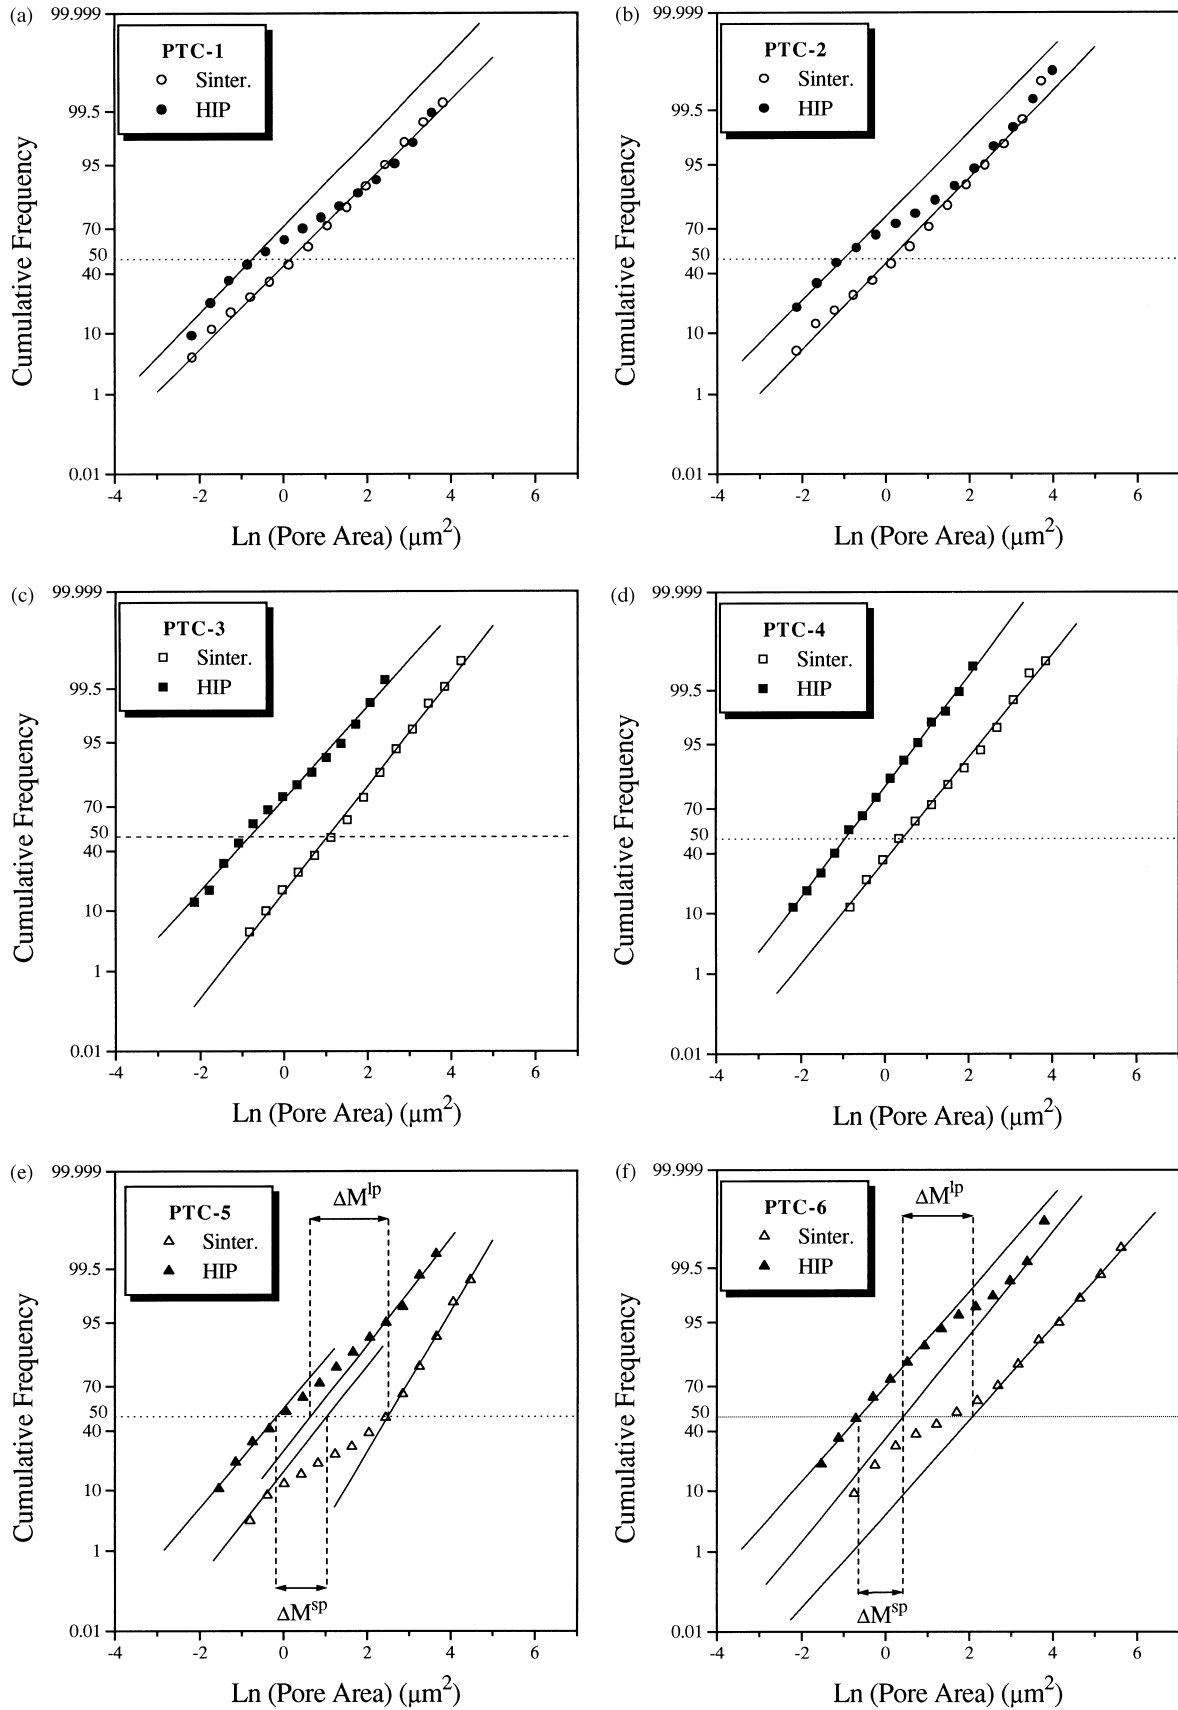 (a)
99.999
PTC-1
Sinter.
HIP
99.5
95
70
50
40
10
1
0.01
Cumulative Frequency
-4 -2 0 2 4 6
Ln (Pore Area) (μm²)
(b)
99.999
PTC-2
Sinter.
HIP
99.5
95
70
50
40
10
1
0.01
Cumulative Frequency
-4 -2 0 2 4 6
Ln (Pore Area) (μm²)
(c)
99.999
PTC-3
Sinter.
HIP
99.5
95
70
50
40
10
1
0.01
Cumulative Frequency
-4 -2 0 2 4 6
Ln (Pore Area) (μm²)
(d)
99.999
PTC-4
Sinter.
HIP
99.5
95
70
50
40
10
1
0.01
Cumulative Frequency
-4 -2 0 2 4 6
Ln (Pore Area) (μm²)
(e)
99.999
PTC-5
Sinter.
HIP
ΔM^lp
99.5
95
70
50
40
10
1
0.01
ΔM^sp
Cumulative Frequency
-4 -2 0 2 4 6
Ln (Pore Area) (μm²)
(f)
99.999
PTC-6
Sinter.
HIP
ΔM^lp
99.5
95
70
50
40
10
1
0.01
ΔM^sp
Cumulative Frequency
-4 -2 0 2 4 6
Ln (Pore Area) (μm²)